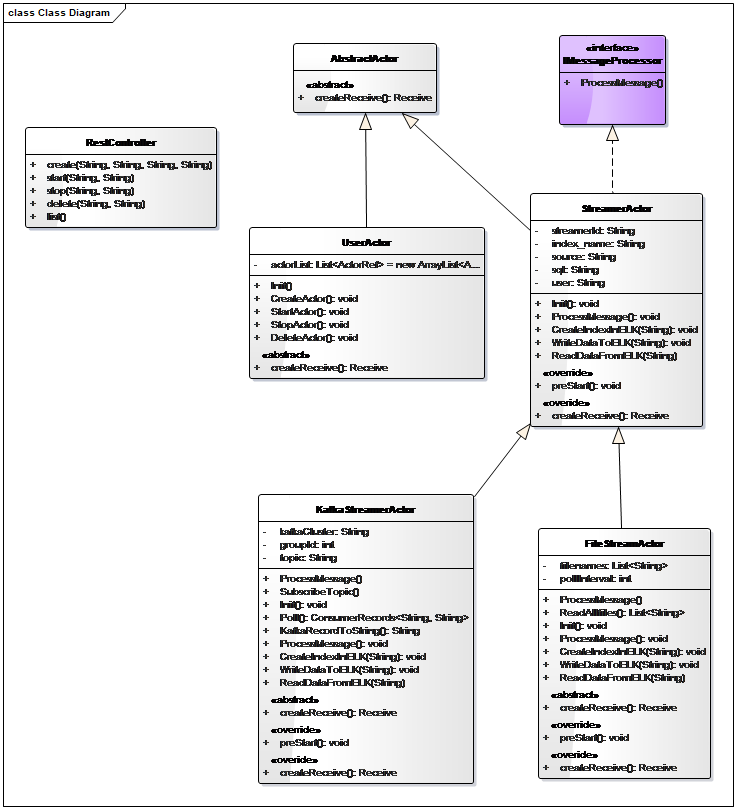 class Class Diagram
AbstractActor
«abstract»
+ createReceive(): Receive
«interface»
IMessageProcessor
+ IProcessMessage()
RestController
+ create(String, String, String, String)
+ start(String, String)
+ stop(String, String)
+ delete(String, String)
+ list()
StreamerActor
- streamerId: String
- index_name: String
- source: String
- sql: String
- user: String
+ Init(): void
+ IProcessMessage(): void
+ CreateIndexInELK(String): void
+ WriteDataToELK(String): void
+ ReadDataFromELK(String)
«override»
+ preStart(): void
«override»
+ createReceive(): Receive
UserActor
- actorList: List<ActorRef> = new ArrayList<A...
+ Init()
+ CreateActor(): void
+ StartActor(): void
+ StopActor(): void
+ DeleteActor(): void
«abstract»
+ createReceive(): Receive
KafkaStreamerActor
- kafkaCluster: String
- groupId: int
- topic: String
+ IProcessMessage()
+ SubscribeTopic()
+ Init(): void
+ IPoll(): ConsumerRecords<String, String>
+ KafkaRecordToString(): String
+ IProcessMessage(): void
+ CreateIndexInELK(String): void
+ WriteDataToELK(String): void
+ ReadDataFromELK(String)
«abstract»
+ createReceive(): Receive
«override»
+ preStart(): void
«override»
+ createReceive(): Receive
FileStreamActor
- filenames: List<String>
- pollInterval: int
+ IProcessMessage()
+ ReadAllfiles(): List<String>
+ Init(): void
+ IProcessMessage(): void
+ CreateIndexInELK(String): void
+ WriteDataToELK(String): void
+ ReadDataFromELK(String)
«abstract»
+ createReceive(): Receive
«override»
+ preStart(): void
«override»
+ createReceive(): Receive